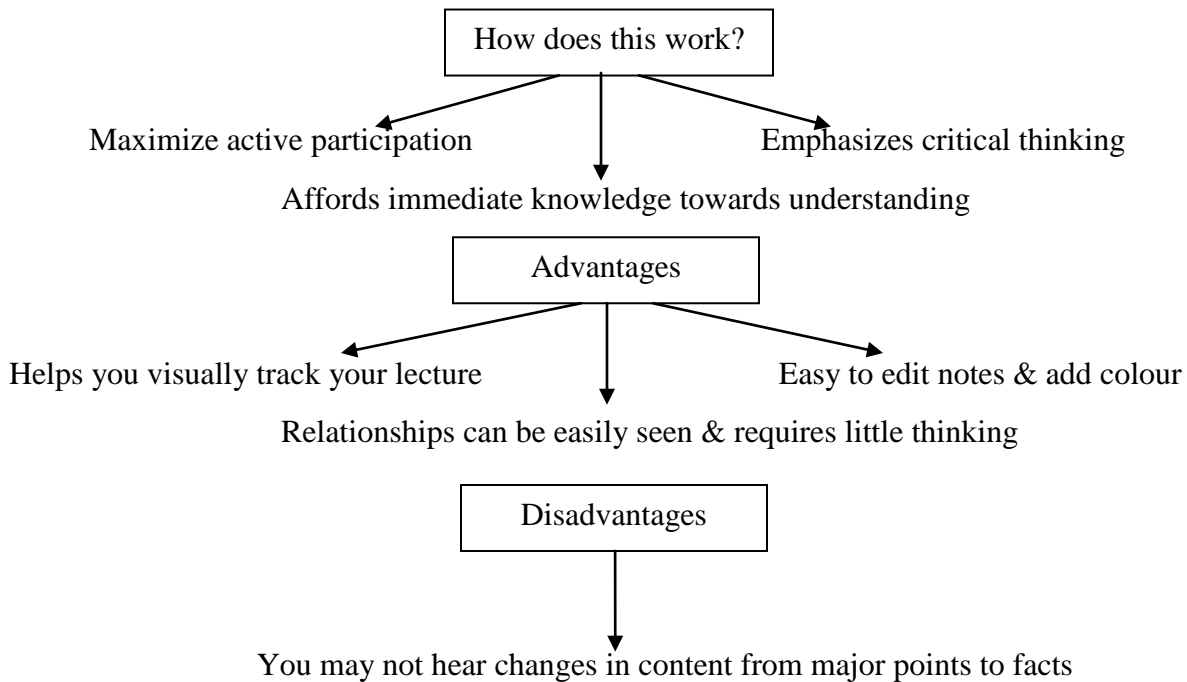 How does this work?
Maximize active participation
Emphasizes critical thinking
Affords immediate knowledge towards understanding
Advantages
Helps you visually track your lecture
Easy to edit notes & add colour
Relationships can be easily seen & requires little thinking
Disadvantages
You may not hear changes in content from major points to facts